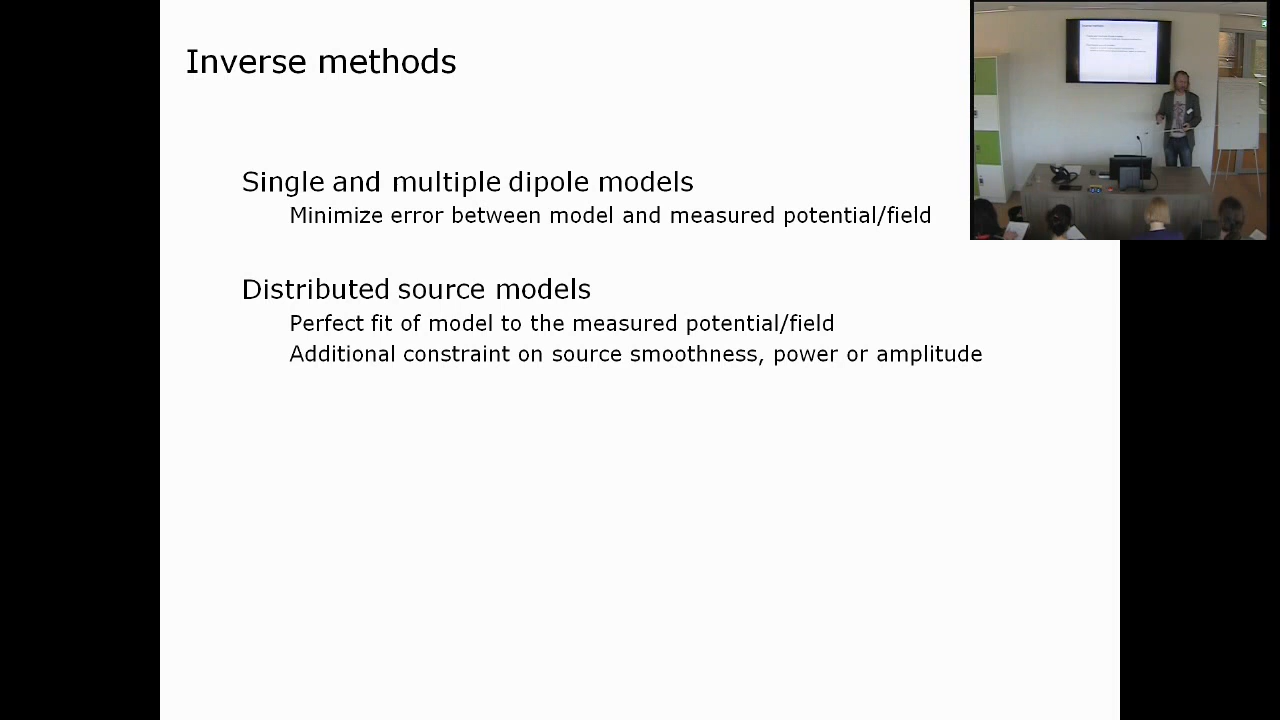 Inverse methods
Single and multiple dipole models
Minimize error between model and measured potential/field
Distributed source models
Perfect fit of model to the measured potential/field
Additional constraint on source smoothness, power or amplitude